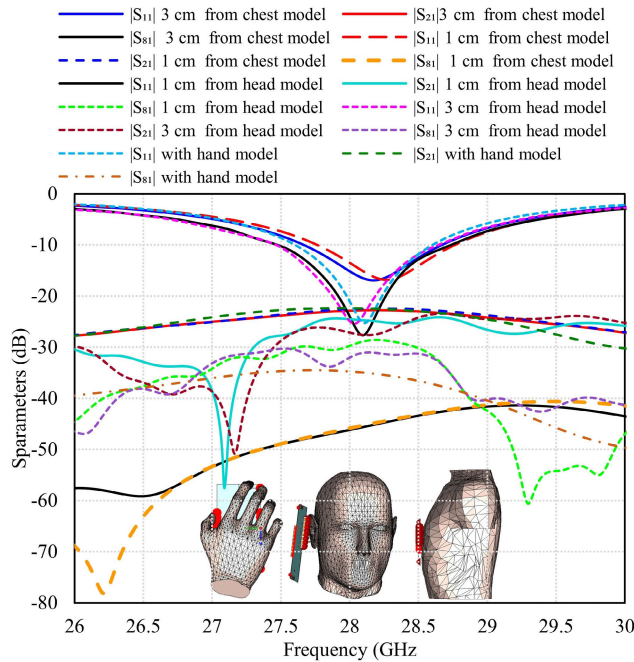 |S₁₁| 3 cm from chest model |S₂₁|3 cm from chest model
|S₈₁| 3 cm from chest model |S₁₁| 1 cm from chest model
|S₂₁| 1 cm from chest model |S₈₁| 1 cm from chest model
|S₁₁| 1 cm from head model |S₂₁| 1 cm from head model
|S₈₁| 1 cm from head model |S₁₁| 3 cm from head model
|S₂₁| 3 cm from head model |S₈₁| 3 cm from head model
|S₁₁| with hand model |S₂₁| with hand model
|S₈₁| with hand model
0
-10
-20
-30
-40
-50
-60
-70
-80
Sparameters (dB)
26 26.5 27 27.5 28 28.5 29 29.5 30
Frequency (GHz